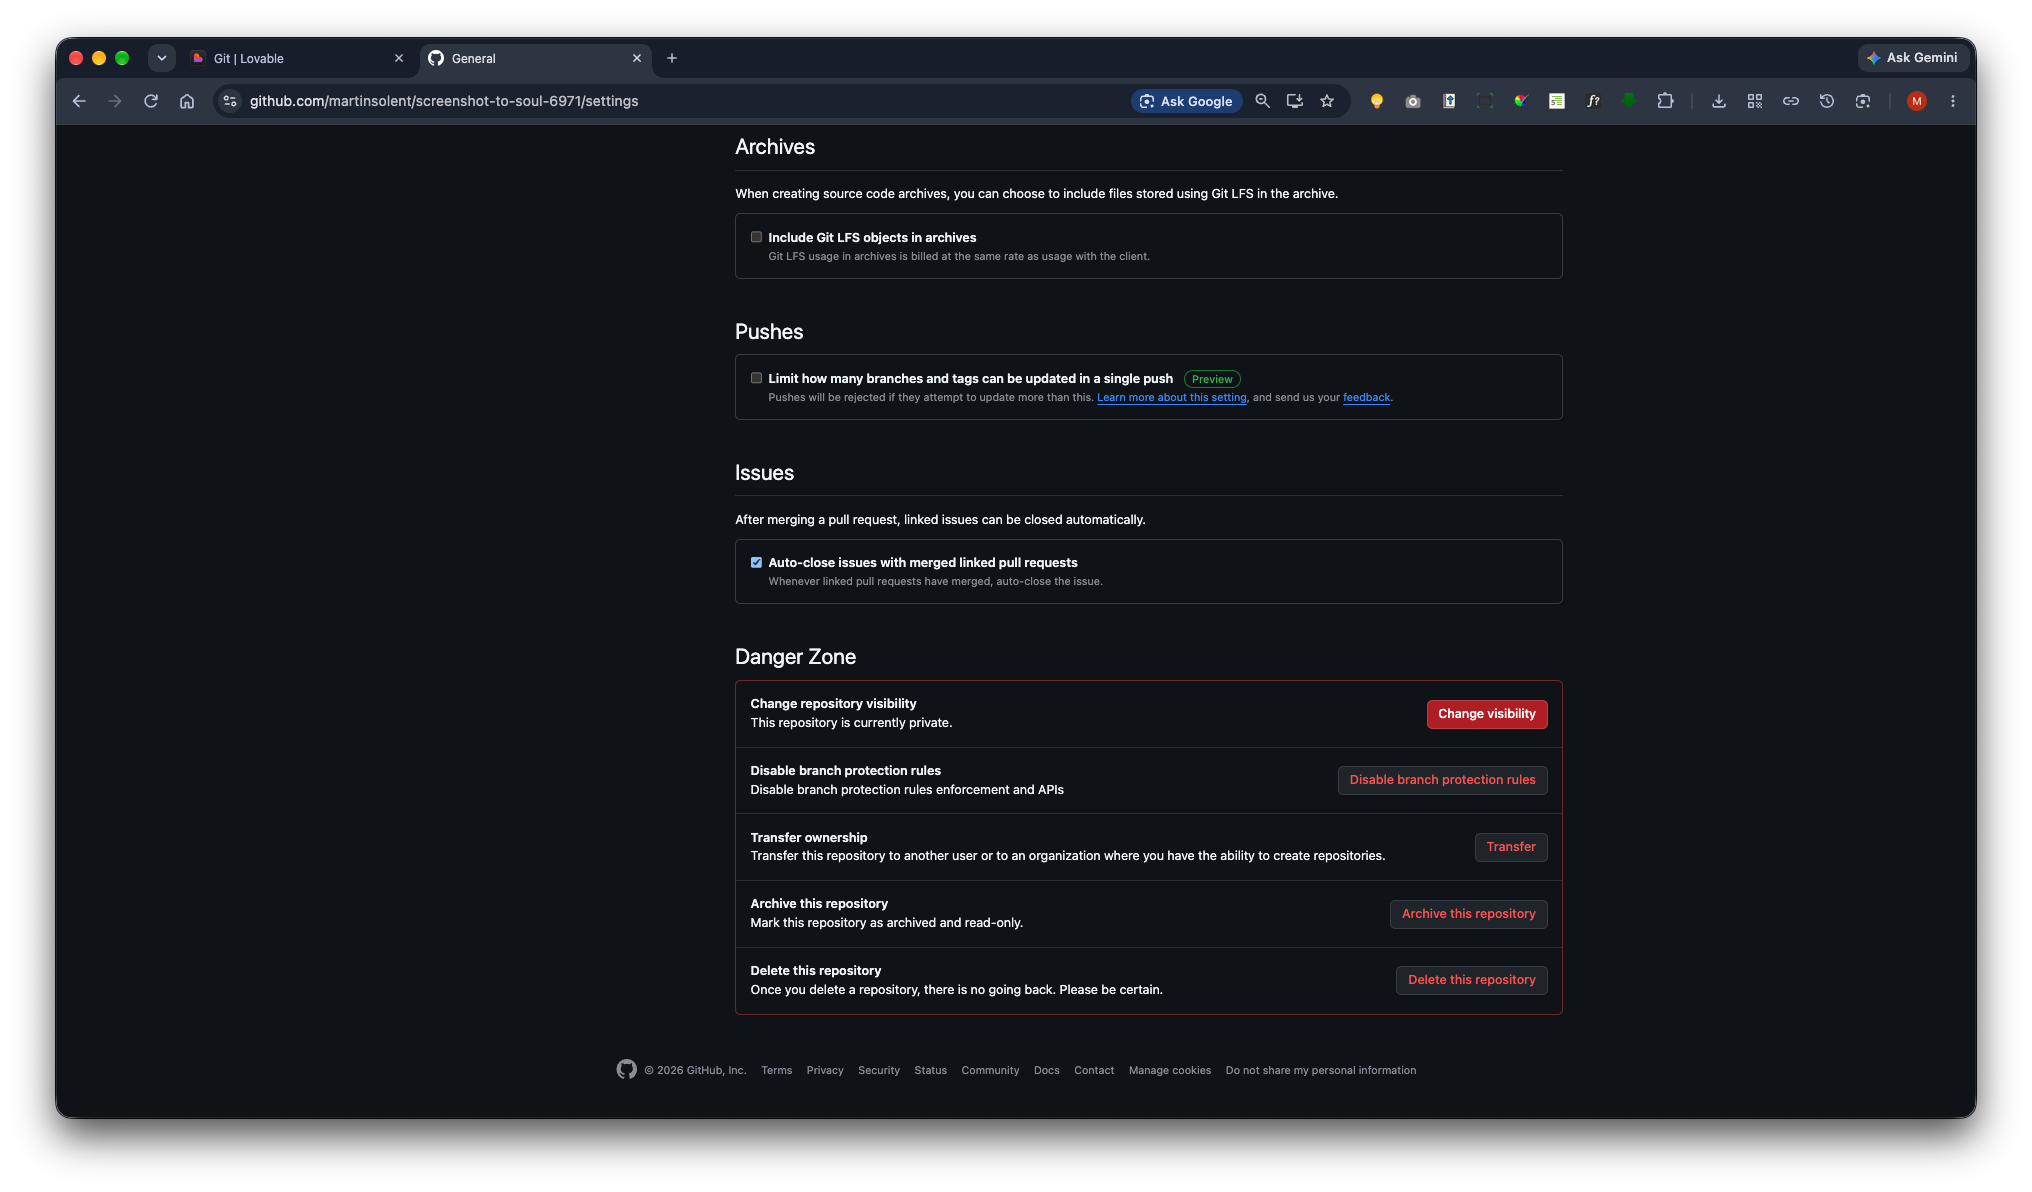 Git | Lovable
General
Ask Gemini
github.com/martinsolent/screenshot-to-soul-6971/settings
Ask Google
f?
M
Archives
When creating source code archives, you can choose to include files stored using Git LFS in the archive.
Include Git LFS objects in archives
Git LFS usage in archives is billed at the same rate as usage with the client.
Pushes
Limit how many branches and tags can be updated in a single push Preview
Pushes will be rejected if they attempt to update more than this. Learn more about this setting, and send us your feedback.
Issues
After merging a pull request, linked issues can be closed automatically.
Auto-close issues with merged linked pull requests
Whenever linked pull requests have merged, auto-close the issue.
Danger Zone
Change repository visibility
This repository is currently private.
Change visibility
Disable branch protection rules
Disable branch protection rules enforcement and APIs
Disable branch protection rules
Transfer ownership
Transfer this repository to another user or to an organization where you have the ability to create repositories.
Transfer
Archive this repository
Mark this repository as archived and read-only.
Archive this repository
Delete this repository
Once you delete a repository, there is no going back. Please be certain.
Delete this repository
© 2026 GitHub, Inc. Terms Privacy Security Status Community Docs Contact Manage cookies Do not share my personal information